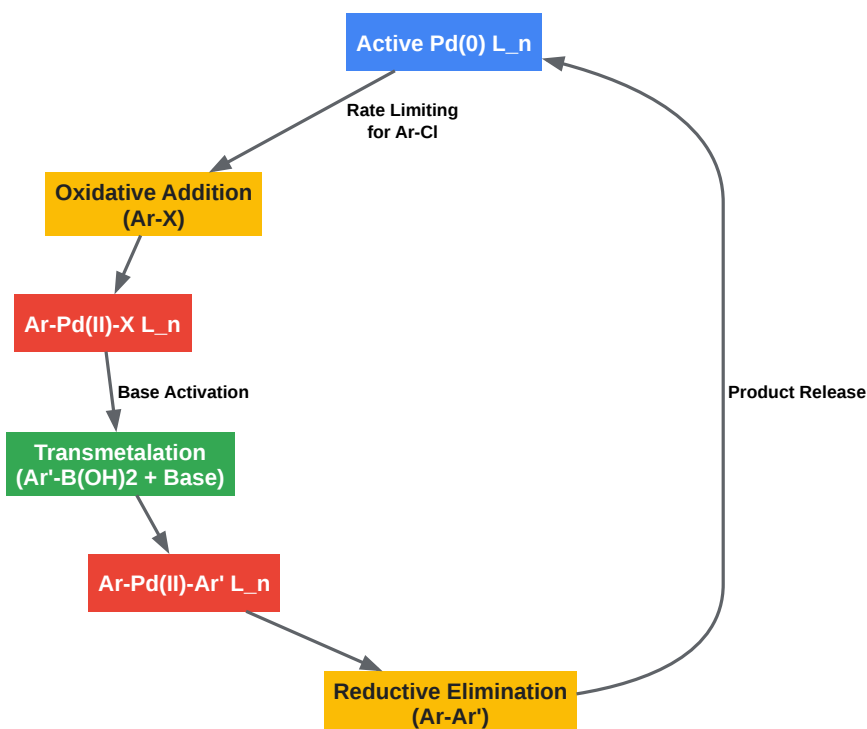 Active Pd(0) L_n
Rate Limiting
for Ar-Cl
Oxidative Addition
(Ar-X)
Ar-Pd(II)-X L_n
Base Activation
Product Release
Transmetalation
(Ar'-B(OH)2 + Base)
Ar-Pd(II)-Ar' L_n
Reductive Elimination
(Ar-Ar')